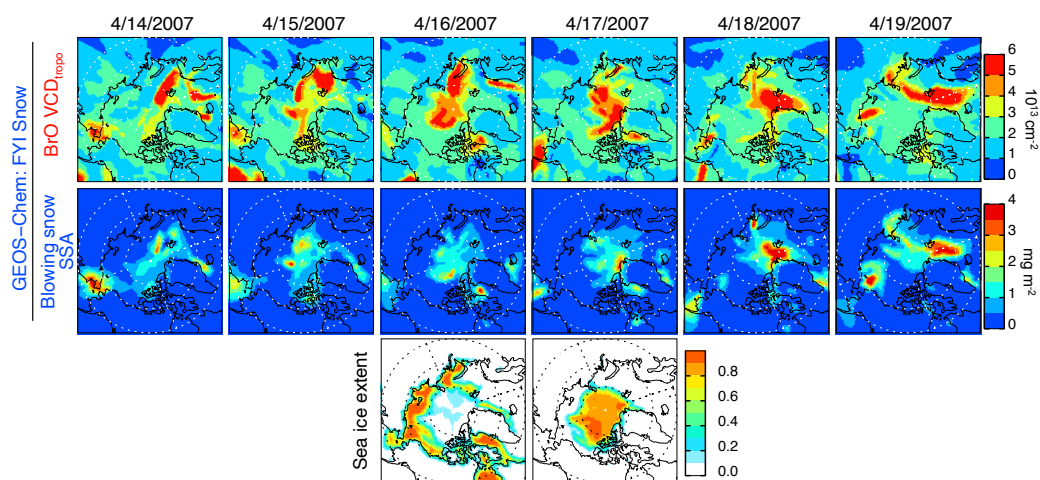 4/14/2007 4/15/2007 4/16/2007 4/17/2007 4/18/2007 4/19/2007
GEOS−Chem: FYI Snow
BrO VCDtropo
6
5
4
3
2
1
0
10¹³ cm⁻²
Blowing snow
SSA
4
3
2
1
0
mg m⁻²
Sea ice extent
0.8
0.6
0.4
0.2
0.0